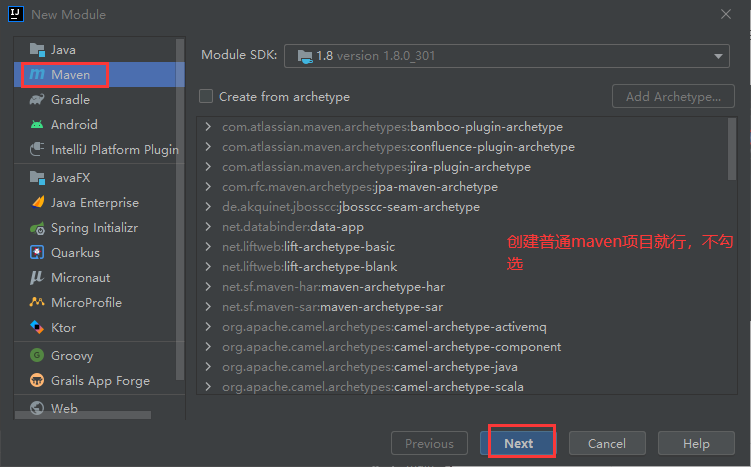 IJ
New Module
Java
Maven
Gradle
Android
IntelliJ Platform Plugin
JavaFX
Java Enterprise
Spring Initializr
Quarkus
Micronaut
MicroProfile
Ktor
Groovy
Grails App Forge
Web
Module SDK:
1.8 version 1.8.0_301
Create from archetype
Add Archetype...
com.atlassian.maven.archetypes:bamboo-plugin-archetype
com.atlassian.maven.archetypes:confluence-plugin-archetype
com.atlassian.maven.archetypes:jira-plugin-archetype
com.rfc.maven.archetypes:jpa-maven-archetype
de.akquinet.jbosscc:jbosscc-seam-archetype
net.databinder:data-app
net.liftweb:lift-archetype-basic
net.liftweb:lift-archetype-blank
net.sf.maven-har:maven-archetype-har
net.sf.maven-sar:maven-archetype-sar
org.apache.camel.archetypes:camel-archetype-activemq
org.apache.camel.archetypes:camel-archetype-component
org.apache.camel.archetypes:camel-archetype-java
org.apache.camel.archetypes:camel-archetype-scala
创建普通maven项目就行，不勾
选
Previous
Next
Cancel
Help